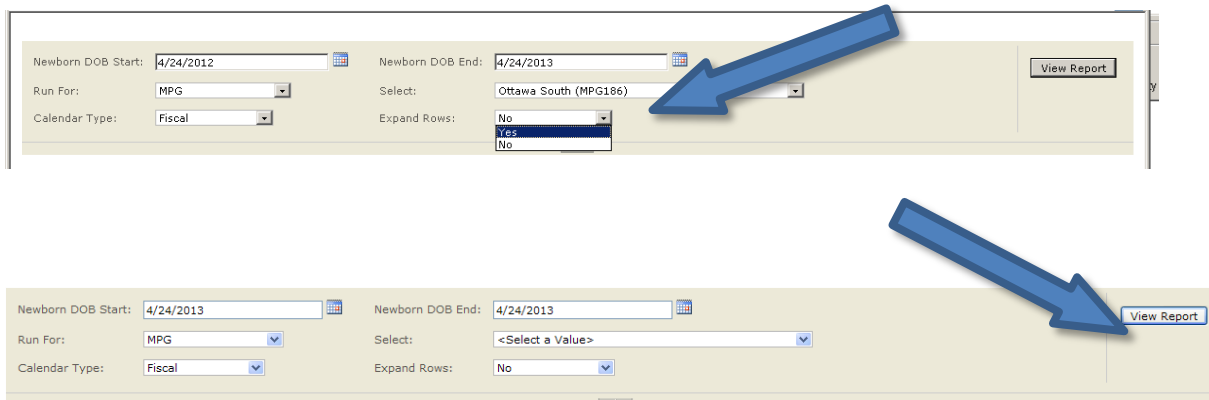 Newborn DOB Start: 4/24/2012 Newborn DOB End: 4/24/2013 View Report
Run For: MPG Select: Ottawa South (MPG186)
Calendar Type: Fiscal Expand Rows: No
Yes
No
Newborn DOB Start: 4/24/2013 Newborn DOB End: 4/24/2013 View Report
Run For: MPG Select: <Select a Value>
Calendar Type: Fiscal Expand Rows: No